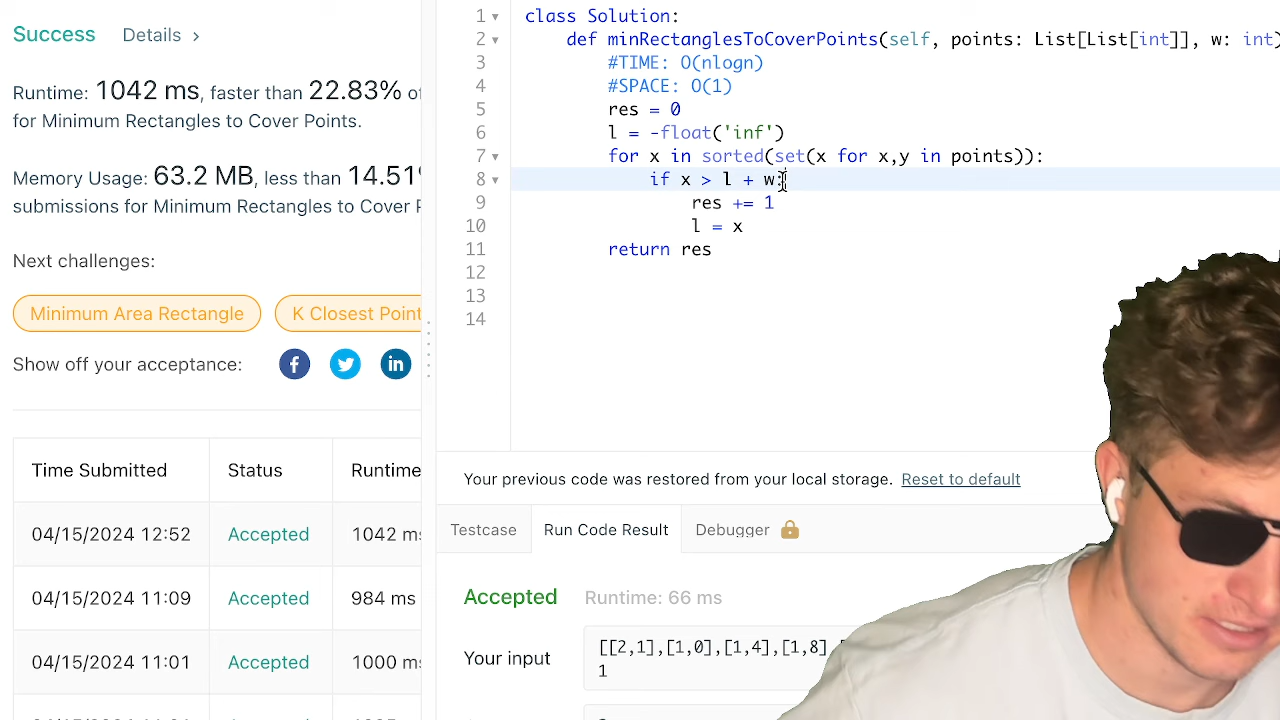 Success Details >
Runtime: 1042 ms, faster than 22.83% of
for Minimum Rectangles to Cover Points.
Memory Usage: 63.2 MB, less than 14.51%
submissions for Minimum Rectangles to Cover P
Next challenges:
Minimum Area Rectangle K Closest Point
Show off your acceptance:
Time Submitted Status Runtime
04/15/2024 12:52 Accepted 1042 ms
04/15/2024 11:09 Accepted 984 ms
04/15/2024 11:01 Accepted 1000 ms
1 class Solution:
2 def minRectanglesToCoverPoints(self, points: List[List[int]], w: int)
3 #TIME: O(nlogn)
4 #SPACE: O(1)
5 res = 0
6 l = -float('inf')
7 for x in sorted(set(x for x,y in points)):
8 if x > l + w:
9 res += 1
10 l = x
11 return res
12
13
14
Your previous code was restored from your local storage. Reset to default
Testcase Run Code Result Debugger
Accepted Runtime: 66 ms
Your input [[2,1],[1,0],[1,4],[1,8]
1